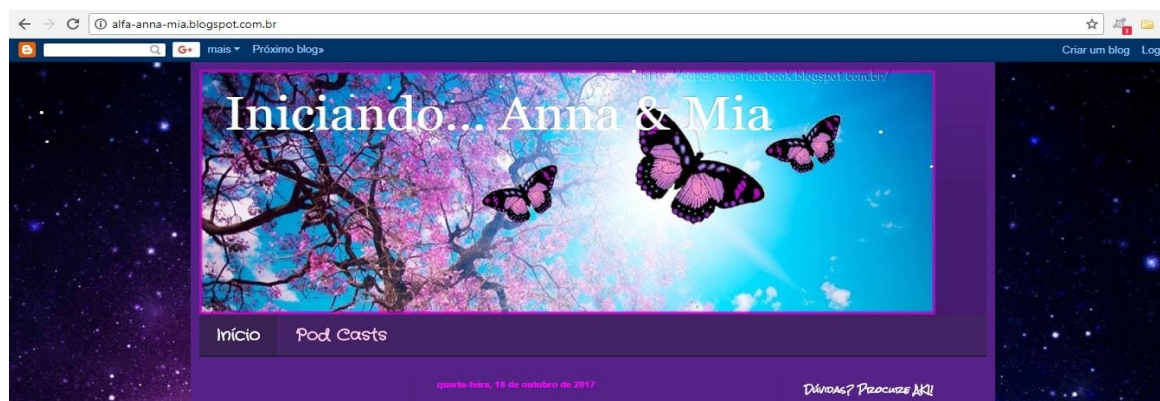 alfa-anna-mia.blogspot.com.br
G+ mais Próximo blog» Criar um blog Log
Iniciando... Anna & Mia
Início Pod Casts
quarta-feira, 18 de outubro de 2017
Dúvidas? Procure AKI!